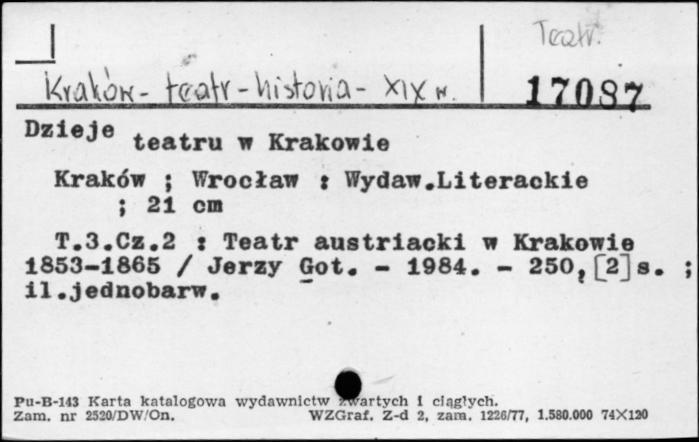 Teatr.
Kraków - teatr - historia - XIX w.
17087
Dzieje teatru w Krakowie
Kraków ; Wrocław : Wydaw.Literackie
; 21 cm
T.3.Cz.2 : Teatr austriacki w Krakowie
1853-1865 / Jerzy Got. - 1984. - 250,[2]s. ;
il.jednobarw.
Pu-B-143 Karta katalogowa wydawnictw zwartych i ciągłych.
Zam. nr 2520/DW/On. WZGraf. Z-d 2, zam. 1226/77, 1.580.000 74X120